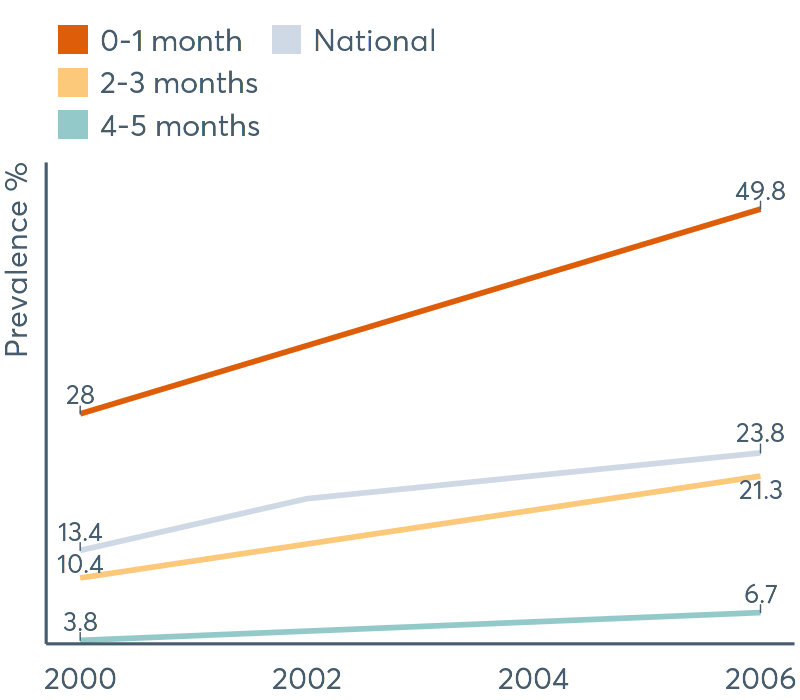 0-1 month National
2-3 months
4-5 months
Prevalence %
49.8
28
23.8
21.3
13.4
10.4
6.7
3.8
2000 2002 2004 2006